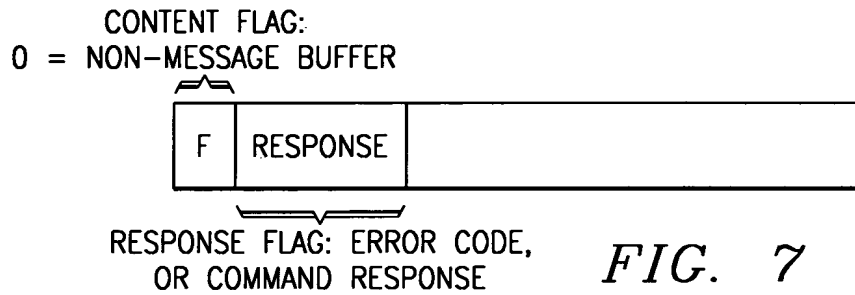 CONTENT FLAG:
0 = NON-MESSAGE BUFFER
F
RESPONSE
RESPONSE FLAG: ERROR CODE,
OR COMMAND RESPONSE
FIG. 7